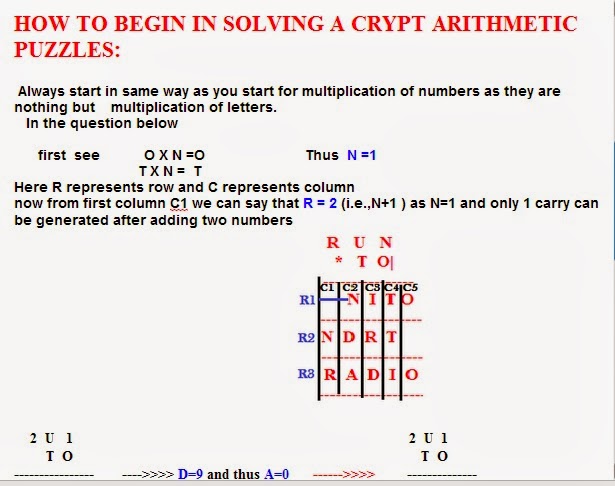 HOW TO BEGIN IN SOLVING A CRYPT ARITHMETIC
PUZZLES:
Always start in same way as you start for multiplication of numbers as they are
nothing but multiplication of letters.
In the question below
first see O X N =O Thus N =1
T X N = T
Here R represents row and C represents column
now from first column C1 we can say that R = 2 (i.e.,N+1 ) as N=1 and only 1 carry can
be generated after adding two numbers
R U N
* T O|
C1 C2 C3 C4 C5
R1 N I T O
R2 N D R T
R3 R A D I O
2 U 1 2 U 1
T O T O
---------------- ---->>>> D=9 and thus A=0 ------>>>> --------------